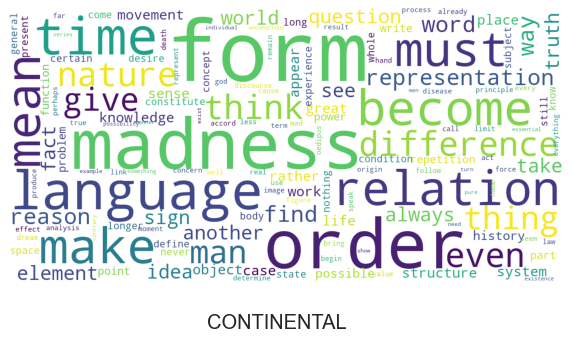 far come movement world long question word place way truth
general process already
time form must
present certain desire individual result write
series death unconscious remain whole subject
nature concept appear representation
mean function sense god experience hand
perhaps constitute discourse cause
give think see become
knowledge great still everything know
true power men disease principle every
fact problem possibility accord less term mad call limit essential
madness oedipus difference
exist condition repetition act
example link something concern well real rather nothing origin follow turn force take
produce language image use work speak relation pure
reason sign find figure life always thing
effect analysis body bring history need
dream century longer moment another show seem law
space define never man order even
element point idea object case state possible structure system part
determine begin value existence
CONTINENTAL